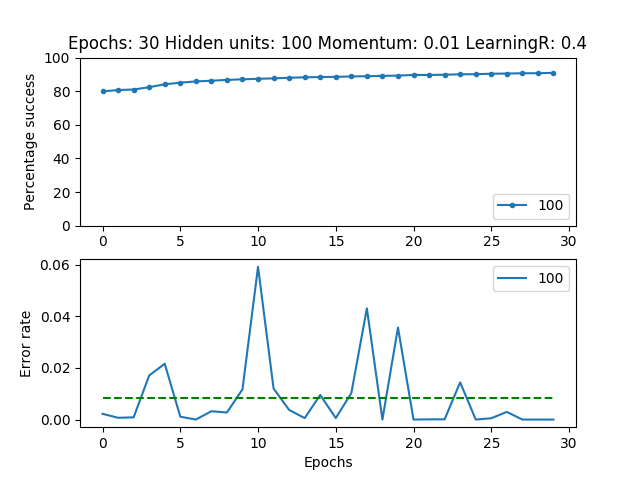 Epochs: 30 Hidden units: 100 Momentum: 0.01 LearningR: 0.4
100
80
60
40
20
0
Percentage success
100
0 5 10 15 20 25 30
0.06
0.04
0.02
0.00
Error rate
100
0 5 10 15 20 25 30
Epochs